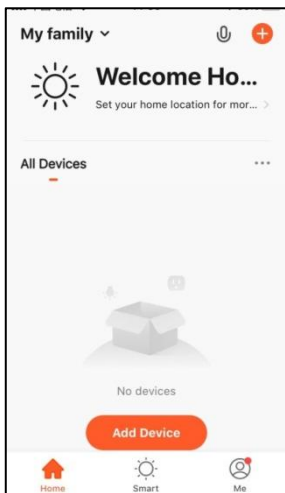 My family
Welcome Ho...
Set your home location for mor...
All Devices
No devices
Add Device
Home
Smart
Me